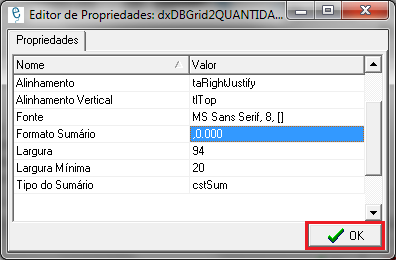 Editor de Propriedades: dxDBGrid2QUANTIDA...
Propriedades
Nome Valor
Alinhamento taRightJustify
Alinhamento Vertical tlTop
Fonte MS Sans Serif, 8, []
Formato Sumário ,0.000
Largura 94
Largura Mínima 20
Tipo do Sumário cstSum
OK